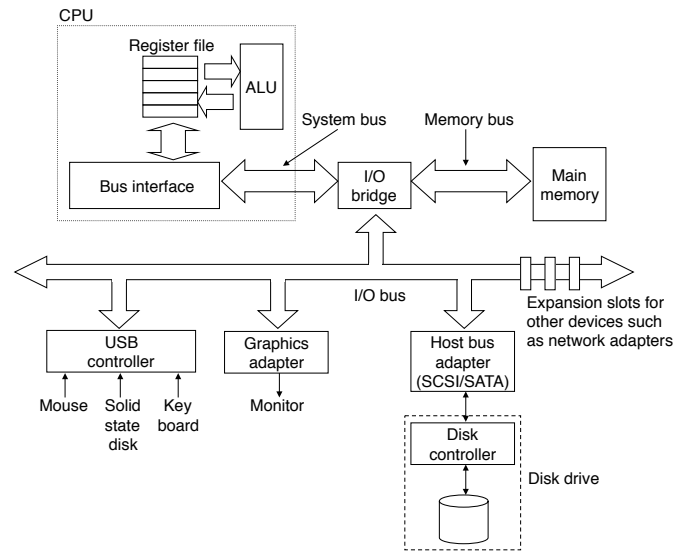 CPU
Register file
ALU
System bus
Memory bus
Bus interface
I/O
bridge
Main
memory
I/O bus
Expansion slots for
other devices such
as network adapters
USB
controller
Graphics
adapter
Host bus
adapter
(SCSI/SATA)
Mouse
Solid
state
disk
Key
board
Monitor
Disk
controller
Disk drive